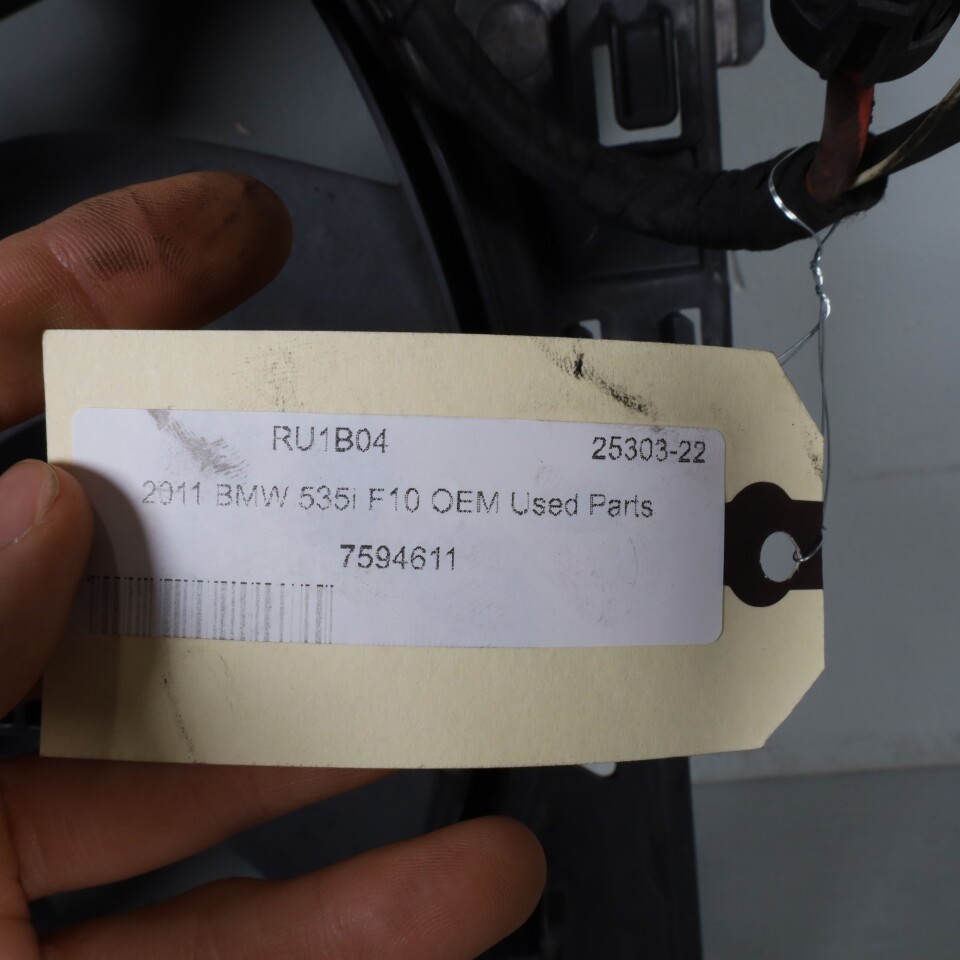 RU1B04 25303-22
2011 BMW 535i F10 OEM Used Parts
7594611